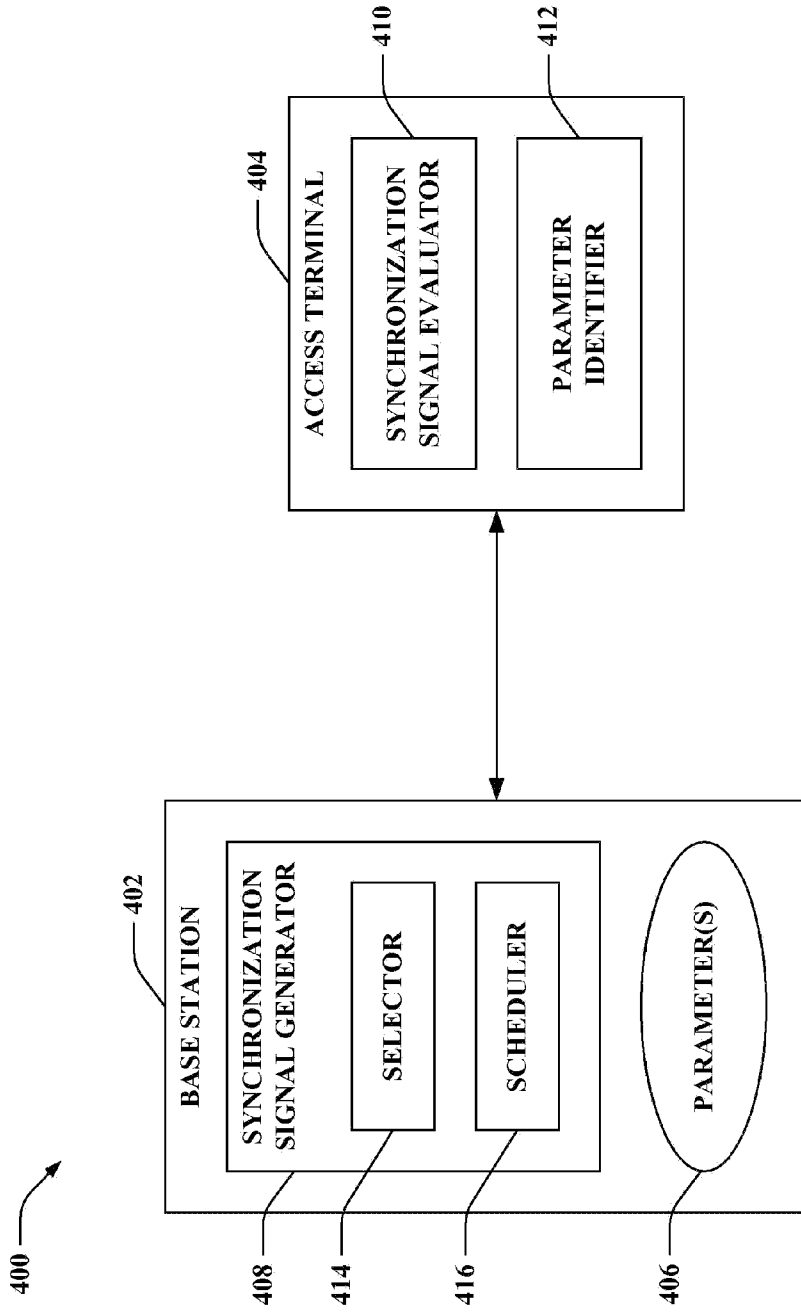 400
402
BASE STATION
408
SYNCHRONIZATION
SIGNAL GENERATOR
414
SELECTOR
416
SCHEDULER
406
PARAMETER(S)
404
ACCESS TERMINAL
410
SYNCHRONIZATION
SIGNAL EVALUATOR
412
PARAMETER
IDENTIFIER